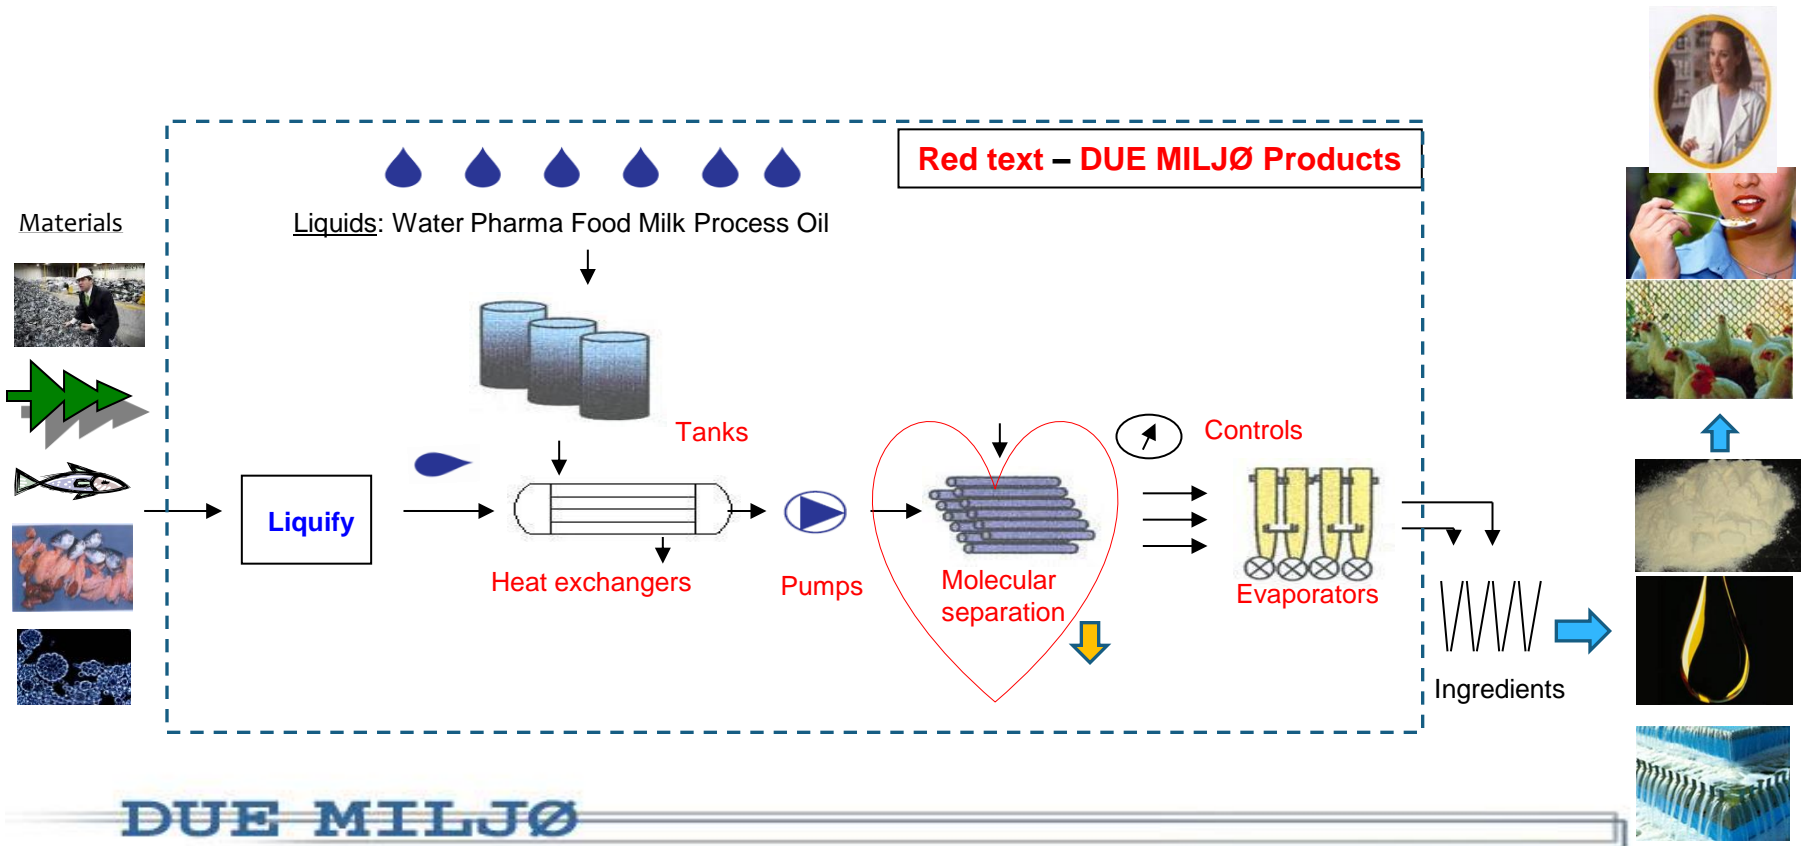 Red text – DUE MILJØ Products
Materials
Liquids: Water Pharma Food Milk Process Oil
Tanks
Controls
Liquify
Heat exchangers
Pumps
Molecular
separation
Evaporators
Ingredients
DUE MILJØ